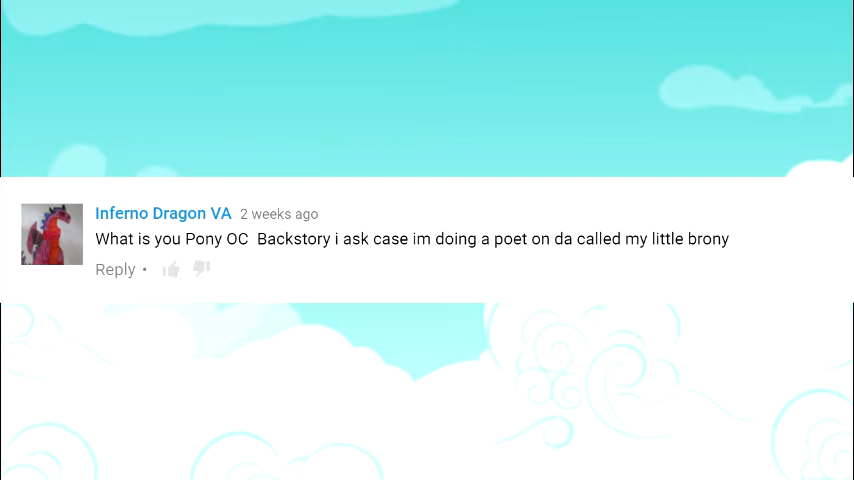 Inferno Dragon VA 2 weeks ago
What is you Pony OC  Backstory i ask case im doing a poet on da called my little brony
Reply •